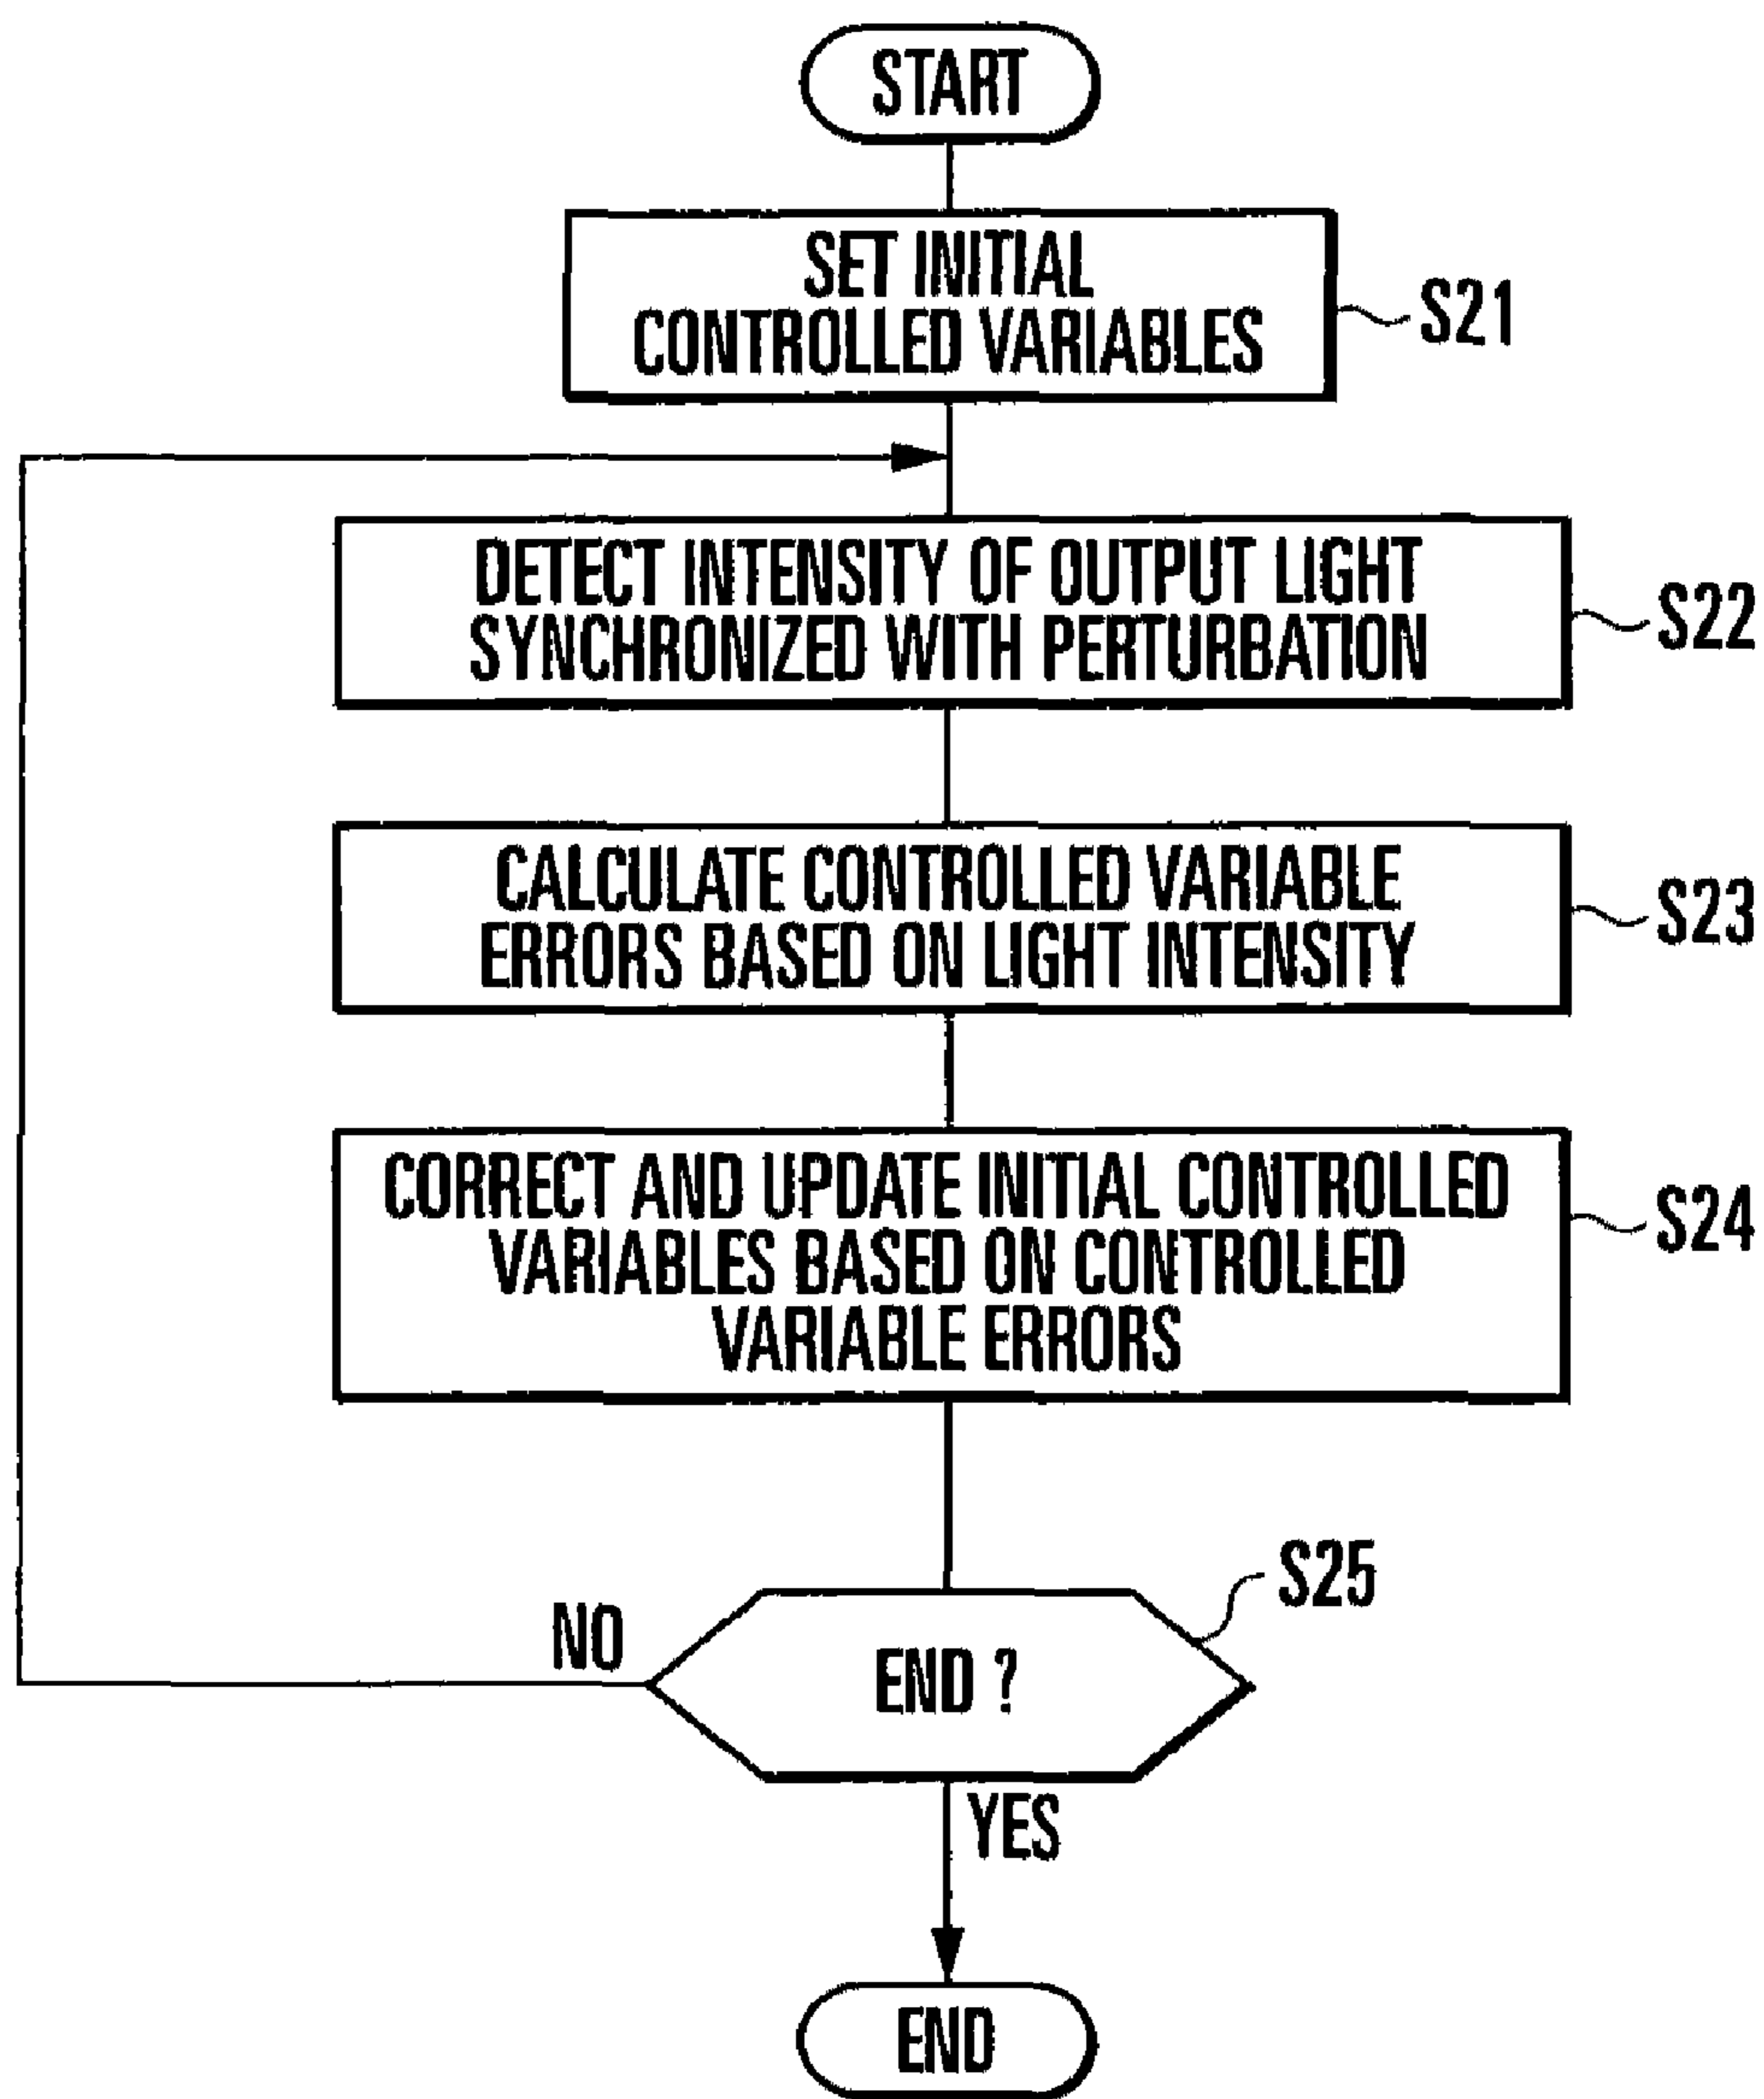 START
SET INITIAL
CONTROLLED VARIABLES
S21
DETECT INTENSITY OF OUTPUT LIGHT
SYNCHRONIZED WITH PERTURBATION
S22
CALCULATE CONTROLLED VARIABLE
ERRORS BASED ON LIGHT INTENSITY
S23
CORRECT AND UPDATE INITIAL CONTROLLED
VARIABLES BASED ON CONTROLLED
VARIABLE ERRORS
S24
S25
NO
END ?
YES
END